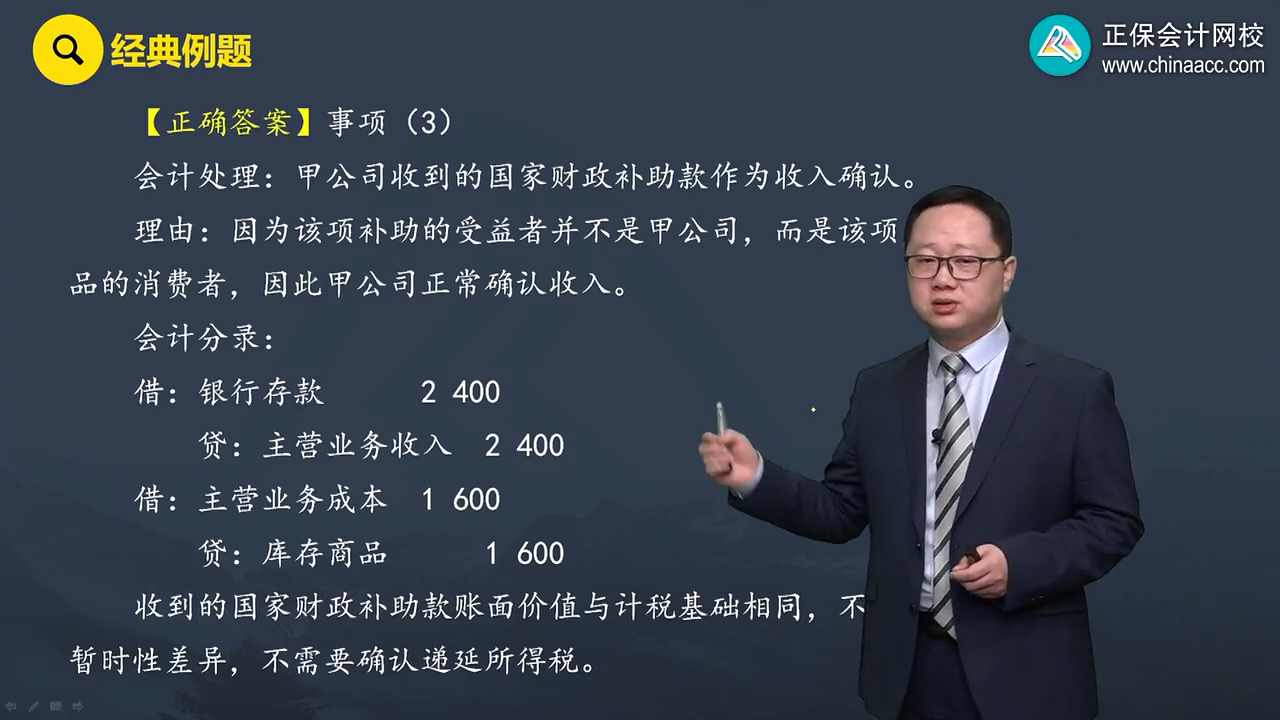 经典例题
正保会计网校
www.chinaacc.com
【正确答案】事项（3）
会计处理：甲公司收到的国家财政补助款作为收入确认。
理由：因为该项补助的受益者并不是甲公司，而是该项
品的消费者，因此甲公司正常确认收入。
会计分录：
借：银行存款 2 400
贷：主营业务收入 2 400
借：主营业务成本 1 600
贷：库存商品 1 600
收到的国家财政补助款账面价值与计税基础相同，不
暂时性差异，不需要确认递延所得税。